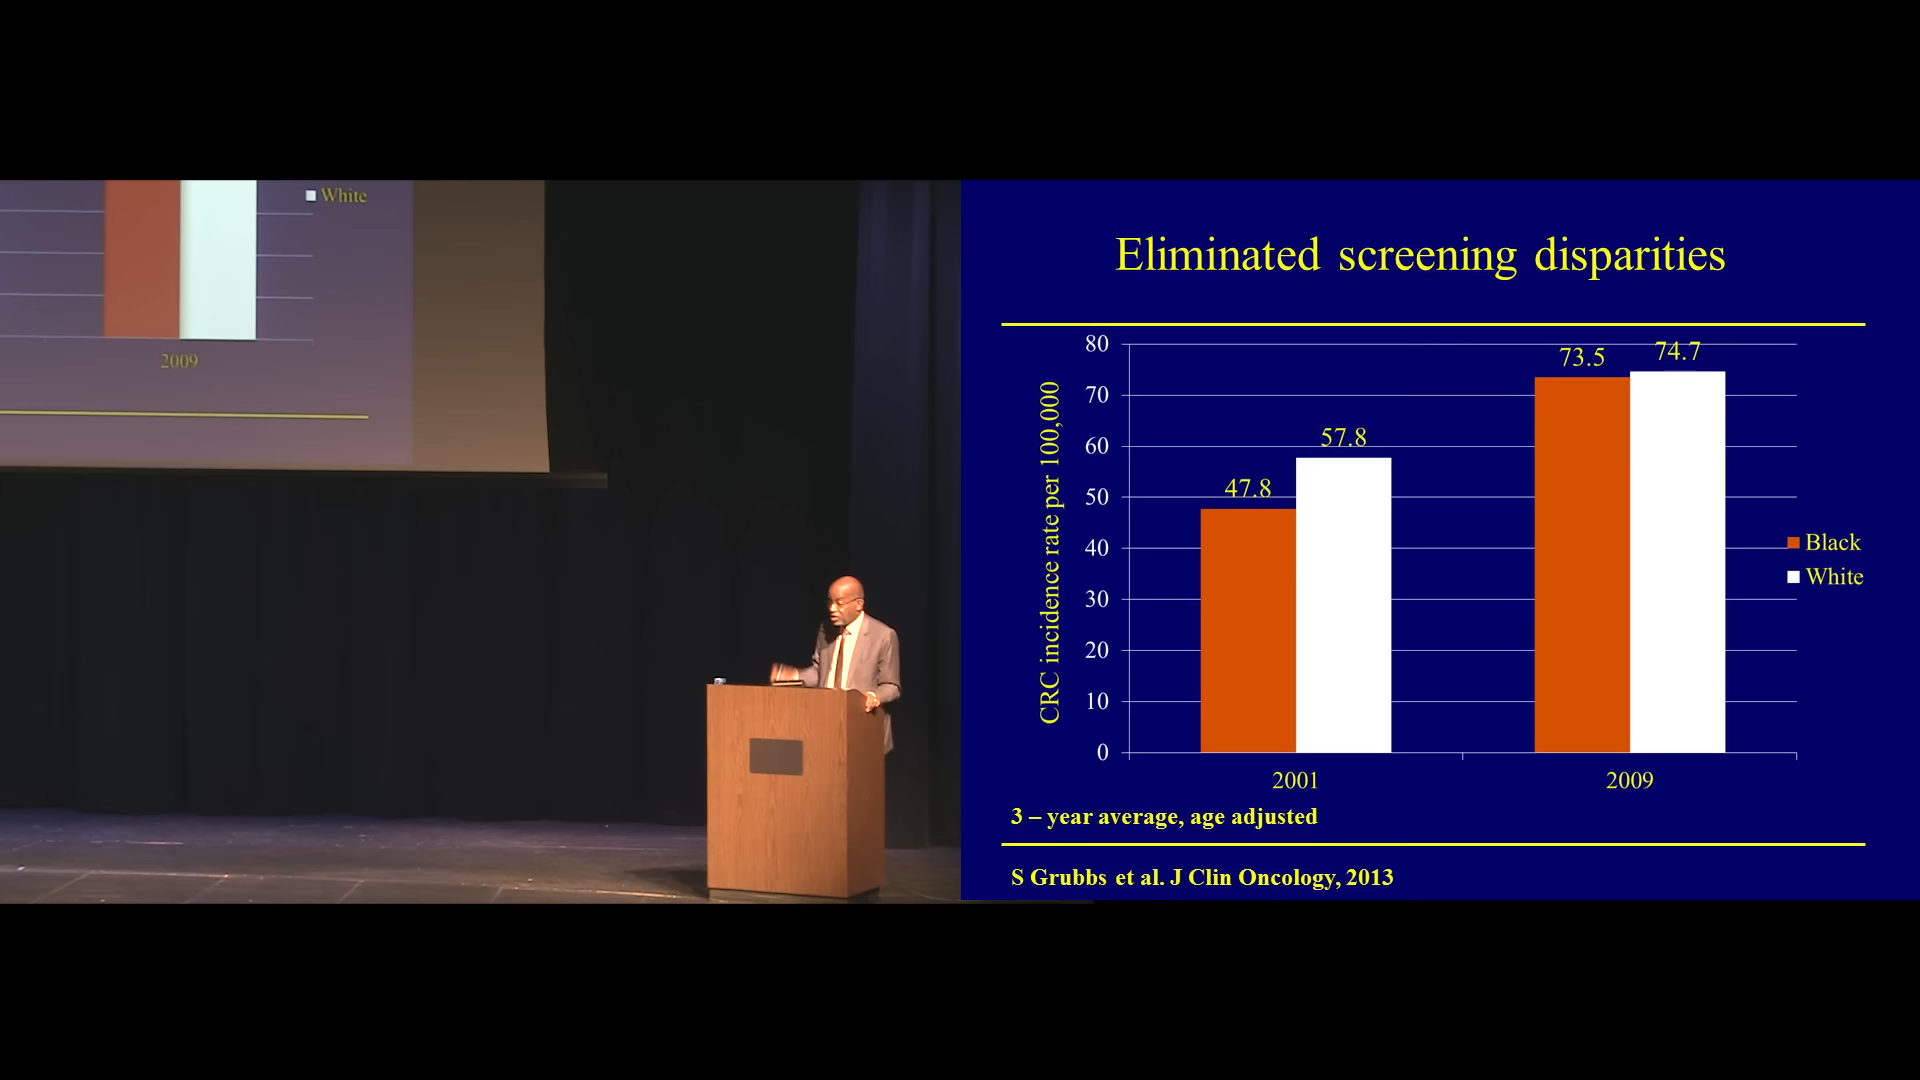 White
2009
Eliminated screening disparities
CRC incidence rate per 100,000
80
70
60
50
40
30
20
10
0
47.8
57.8
73.5
74.7
2001
2009
Black
White
3 – year average, age adjusted
S Grubbs et al. J Clin Oncology, 2013